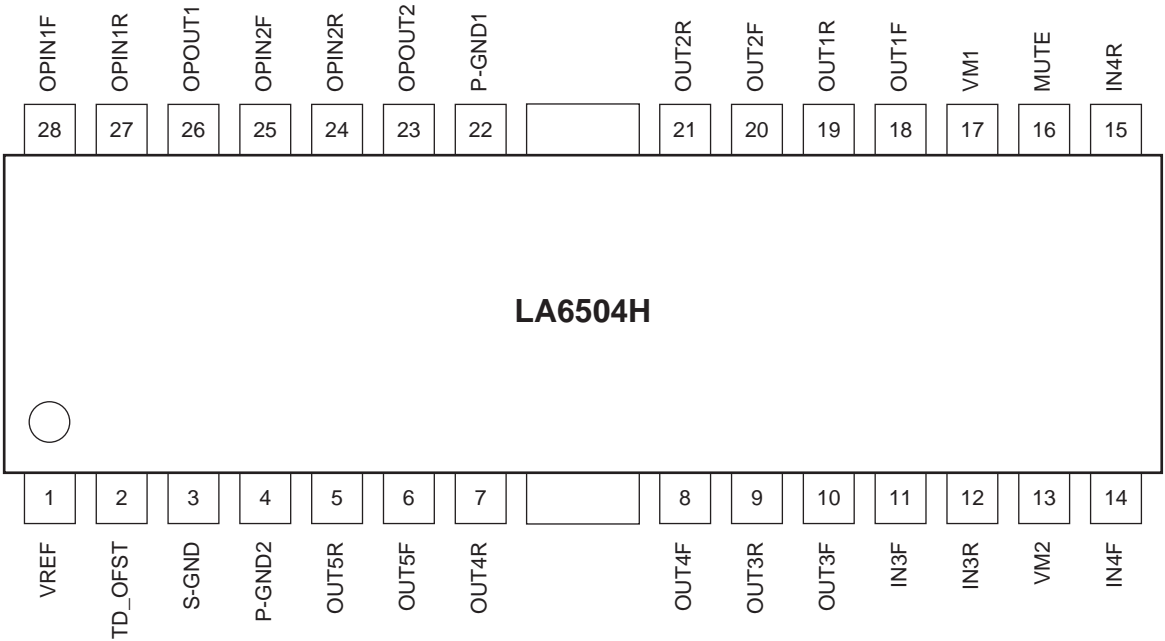 OPIN1F OPIN1R OPOUT1 OPIN2F OPIN2R OPOUT2 P-GND1 OUT2R OUT2F OUT1R OUT1F VM1 MUTE IN4R
28 27 26 25 24 23 22 21 20 19 18 17 16 15
LA6504H
1 2 3 4 5 6 7 8 9 10 11 12 13 14
VREF TD_OFST S-GND P-GND2 OUT5R OUT5F OUT4R OUT4F OUT3R OUT3F IN3F IN3R VM2 IN4F